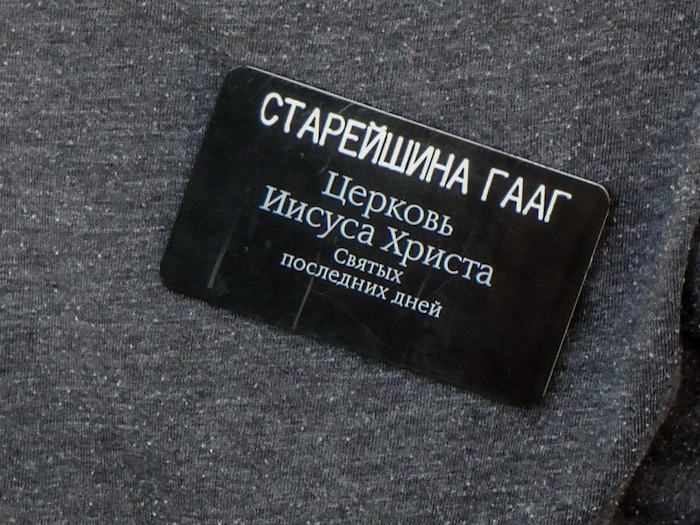 СТАРЕЙШИНА ГААГ
Церковь
Иисуса Христа
Святых
последних дней